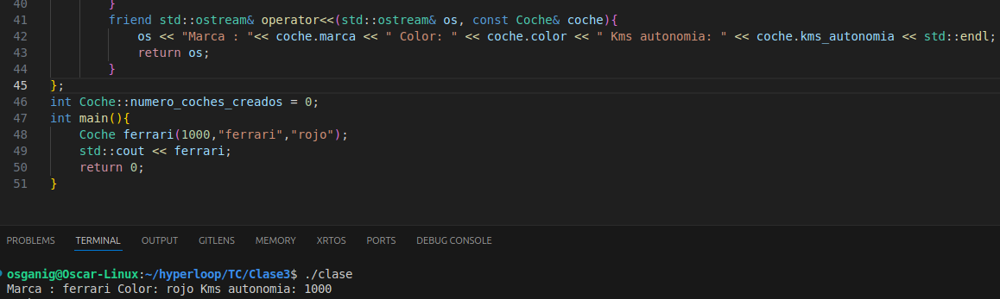 40 }
41 friend std::ostream& operator<<(std::ostream& os, const Coche& coche){
42 os << "Marca : "<< coche.marca << " Color: " << coche.color << " Kms autonomia: " << coche.kms_autonomia << std::endl;
43 return os;
44 }
45 };
46 int Coche::numero_coches_creados = 0;
47 int main(){
48 Coche ferrari(1000,"ferrari","rojo");
49 std::cout << ferrari;
50 return 0;
51 }
PROBLEMS TERMINAL OUTPUT GITLENS MEMORY XRTOS PORTS DEBUG CONSOLE
osganig@Oscar-Linux:~/hyperloop/TC/Clase3$ ./clase
Marca : ferrari Color: rojo Kms autonomia: 1000